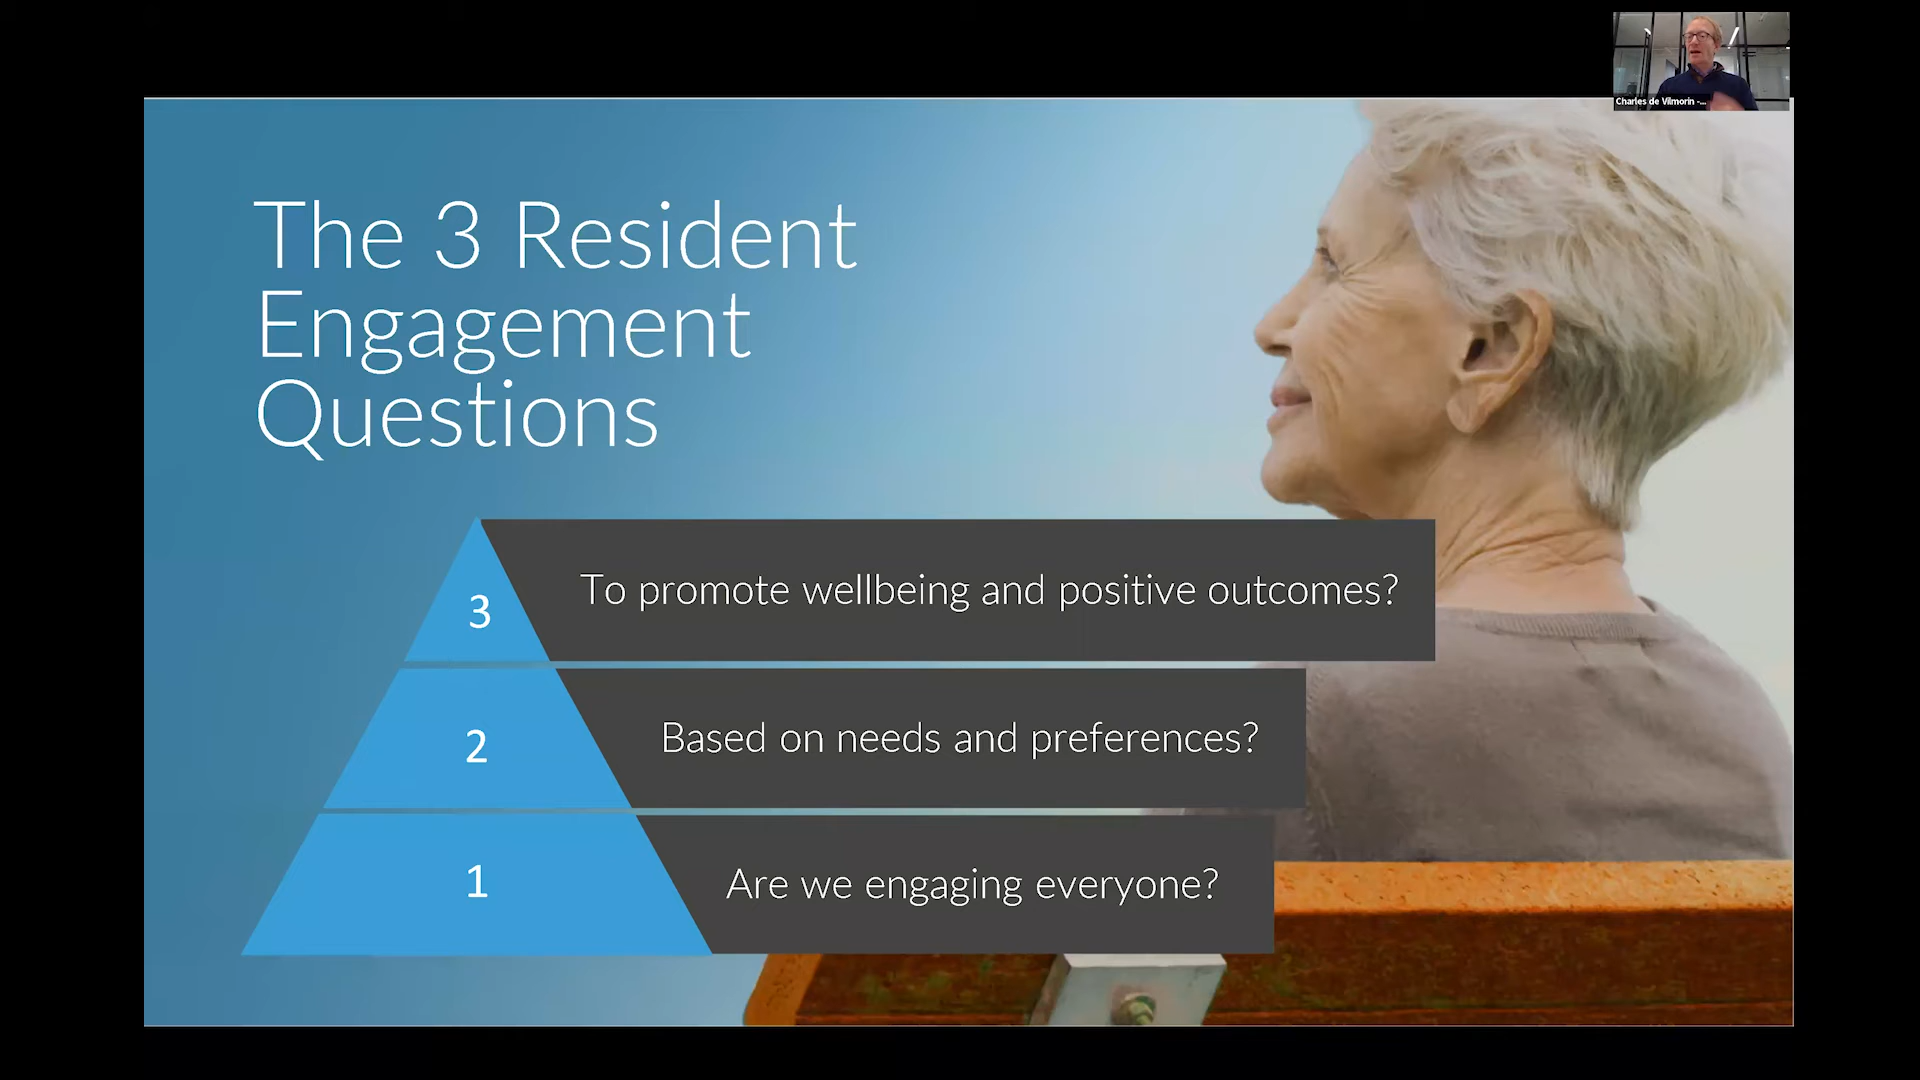 Charles de Vilmorin -...
The 3 Resident
Engagement
Questions
3
To promote wellbeing and positive outcomes?
2
Based on needs and preferences?
1
Are we engaging everyone?